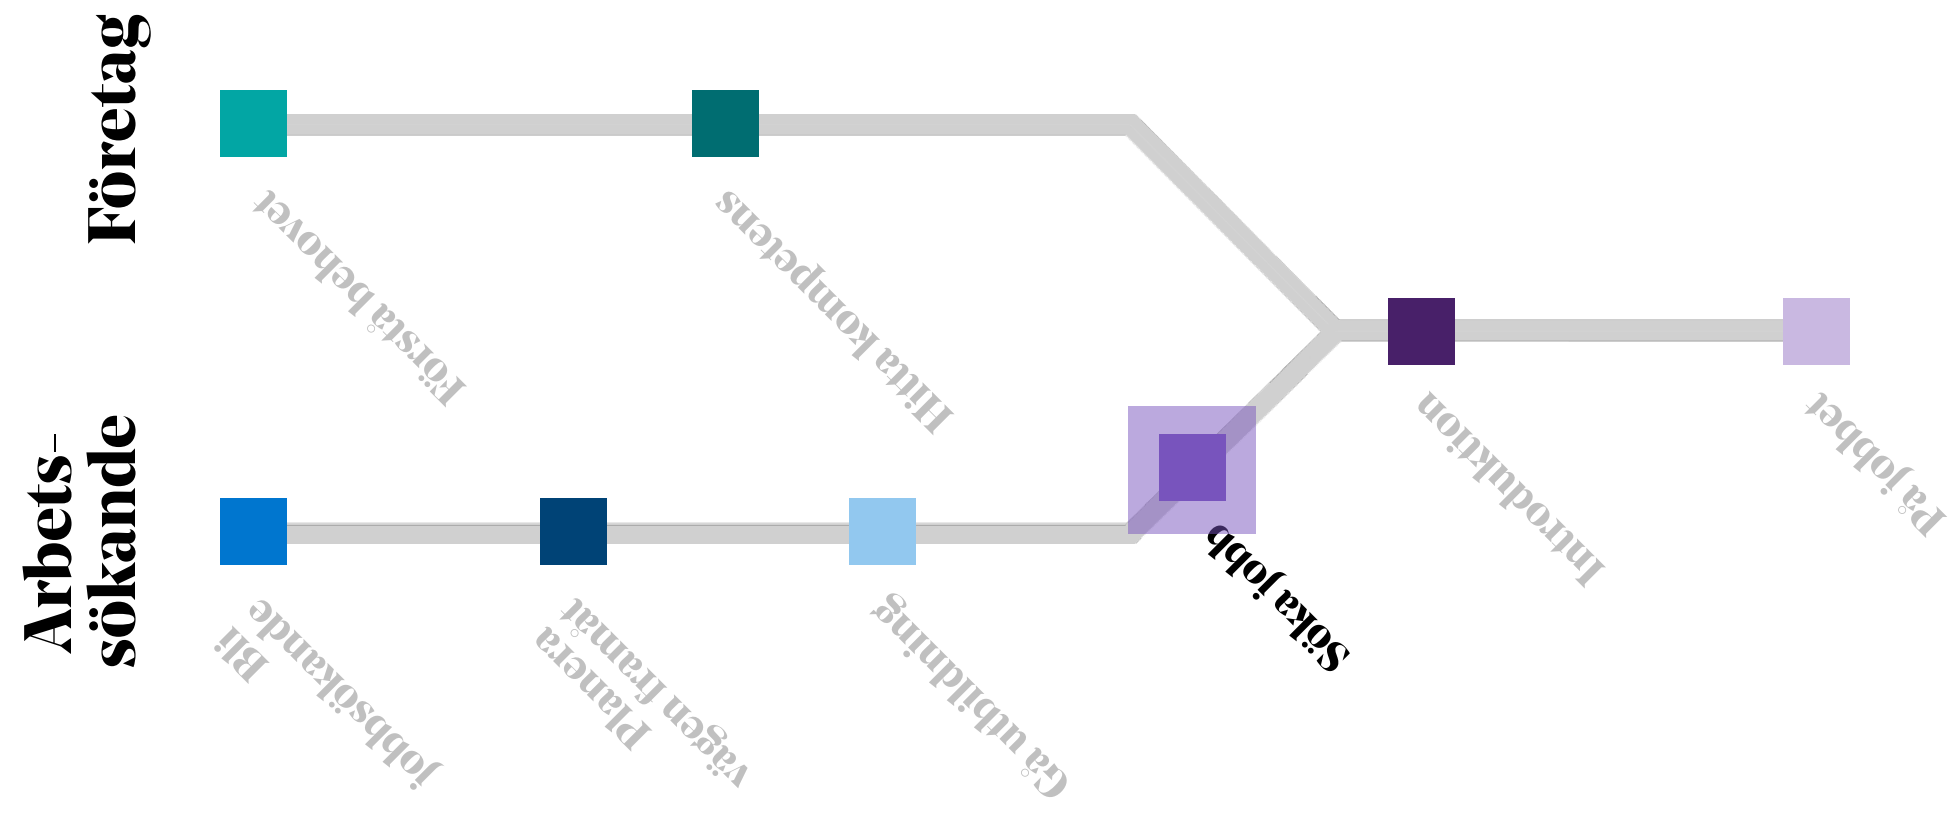 Företag
Förstå behovet
Hitta kompetens
Introduktion
På jobbet
Arbets-
sökande
Bli
jobbsökande
Planera
vägen framåt
Gå utbildning
Söka jobb